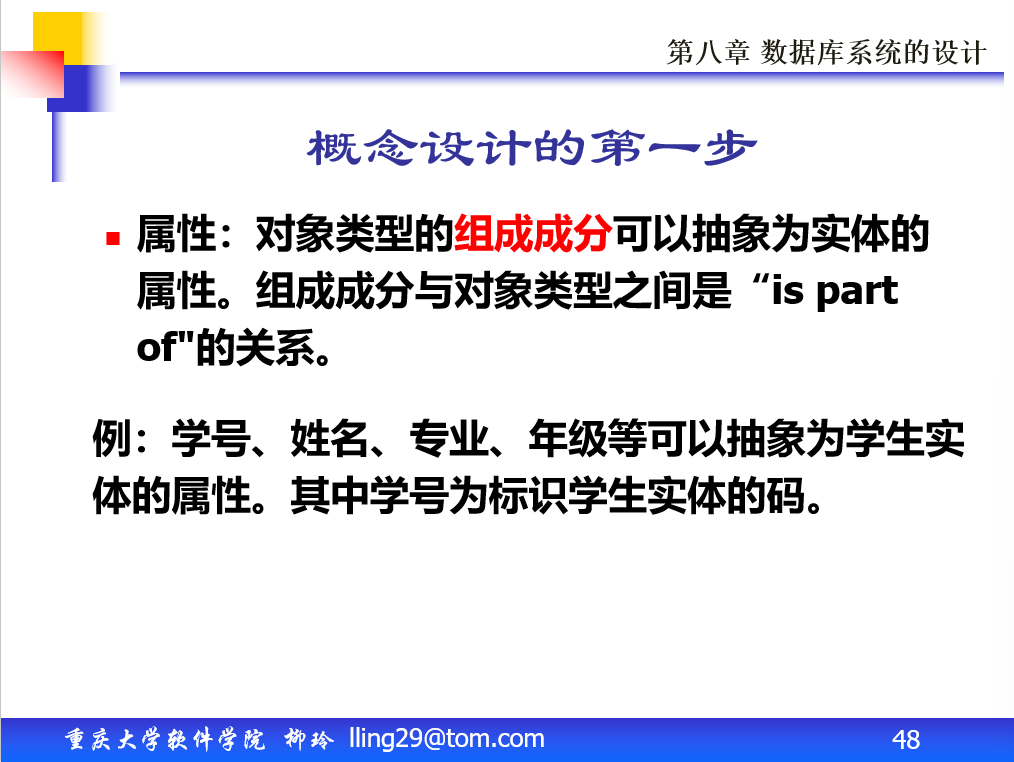 第八章 数据库系统的设计
概念设计的第一步
属性：对象类型的组成成分可以抽象为实体的
属性。组成成分与对象类型之间是“is part
of"的关系。
例：学号、姓名、专业、年级等可以抽象为学生实
体的属性。其中学号为标识学生实体的码。
重庆大学软件学院 柳玲 lling29@tom.com 48